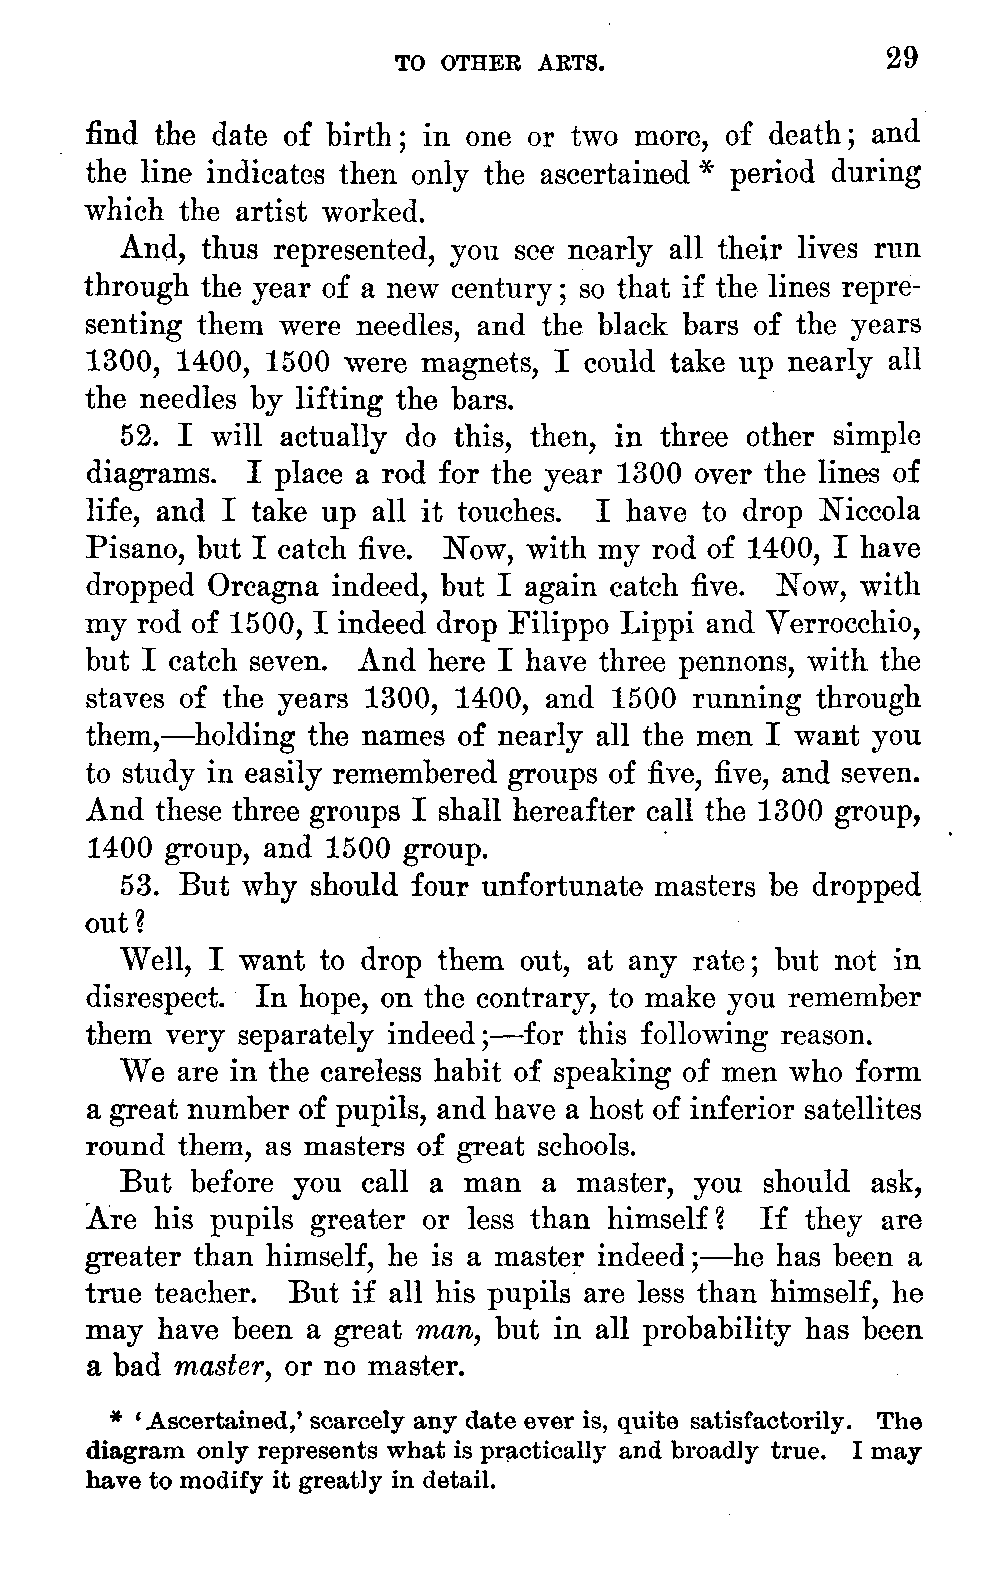 TO OTHER ARTS. 29
find the date of birth; in one or two more, of death; and
the line indicates then only the ascertained * period during
which the artist worked.
And, thus represented, you see nearly all their lives run
through the year of a new century; so that if the lines repre-
senting them were needles, and the black bars of the years
1300, 1400, 1500 were magnets, I could take up nearly all
the needles by lifting the bars.
52. I will actually do this, then, in three other simple
diagrams. I place a rod for the year 1300 over the lines of
life, and I take up all it touches. I have to drop Niccola
Pisano, but I catch five. Now, with my rod of 1400, I have
dropped Orcagna indeed, but I again catch five. Now, with
my rod of 1500, I indeed drop Filippo Lippi and Verrocchio,
but I catch seven. And here I have three pennons, with the
staves of the years 1300, 1400, and 1500 running through
them,—holding the names of nearly all the men I want you
to study in easily remembered groups of five, five, and seven.
And these three groups I shall hereafter call the 1300 group,
1400 group, and 1500 group.
53. But why should four unfortunate masters be dropped
out?
Well, I want to drop them out, at any rate; but not in
disrespect. In hope, on the contrary, to make you remember
them very separately indeed;—for this following reason.
We are in the careless habit of speaking of men who form
a great number of pupils, and have a host of inferior satellites
round them, as masters of great schools.
But before you call a man a master, you should ask,
Are his pupils greater or less than himself? If they are
greater than himself, he is a master indeed;—he has been a
true teacher. But if all his pupils are less than himself, he
may have been a great man, but in all probability has been
a bad master, or no master.
* ‘Ascertained,’ scarcely any date ever is, quite satisfactorily. The
diagram only represents what is practically and broadly true. I may
have to modify it greatly in detail.